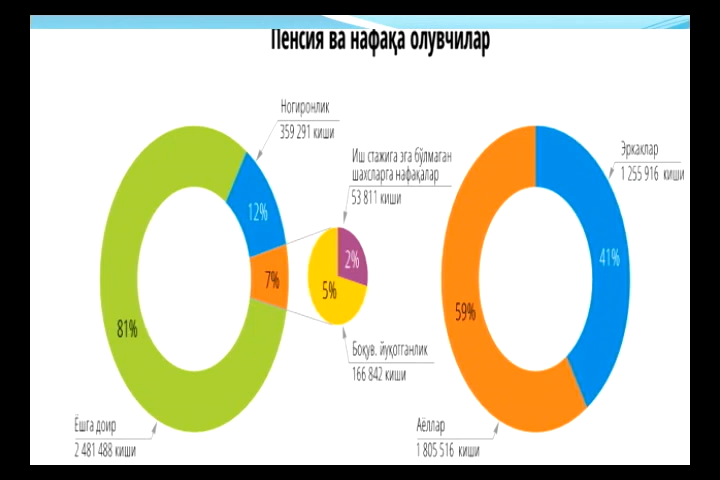 Пенсия ва нафақа олувчилар
Ногиронлик
359 291 киши
Иш стажига эга бўлмаган
шахсларга нафақалар
53 811 киши
12%
7%
2%
5%
81%
Боқув. йуқотганлик
166 842 киши
Ёшга доир
2 481 488 киши
Эркаклар
1 255 916 киши
41%
59%
Аёллар
1 805 516 киши